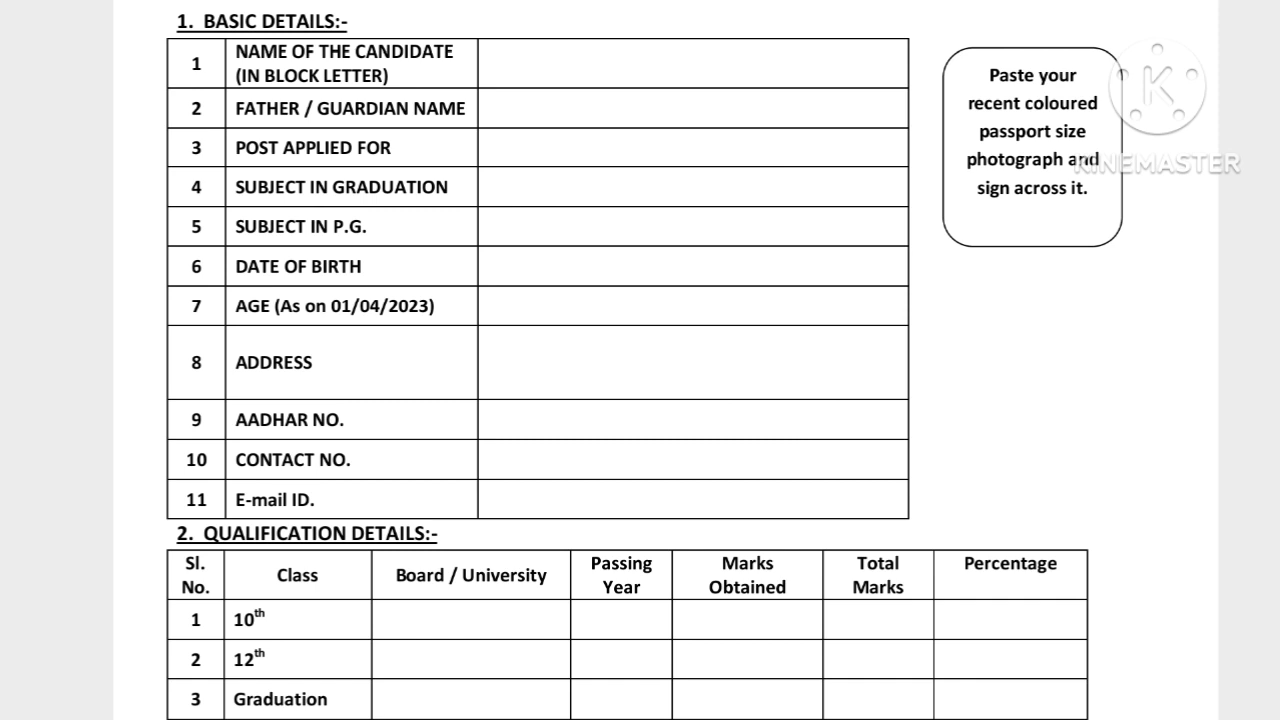 1. BASIC DETAILS:-
1 NAME OF THE CANDIDATE
(IN BLOCK LETTER)
2 FATHER / GUARDIAN NAME
3 POST APPLIED FOR
4 SUBJECT IN GRADUATION
5 SUBJECT IN P.G.
6 DATE OF BIRTH
7 AGE (As on 01/04/2023)
8 ADDRESS
9 AADHAR NO.
10 CONTACT NO.
11 E-mail ID.
Paste your
recent coloured
passport size
photograph and
sign across it.
K
KINEMASTER
2. QUALIFICATION DETAILS:-
Sl.
No.
Class
Board / University
Passing
Year
Marks
Obtained
Total
Marks
Percentage
1 10th
2 12th
3 Graduation